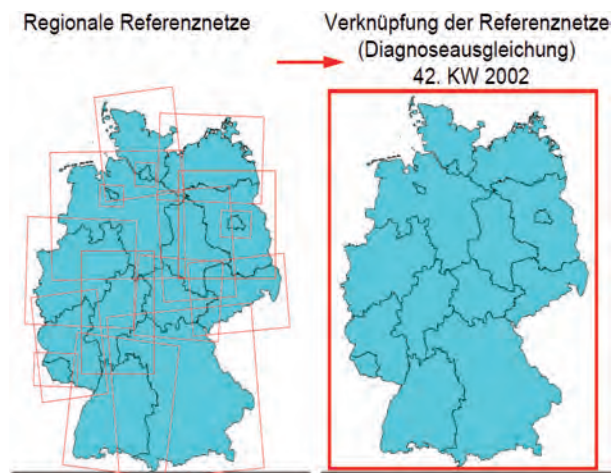 Regionale Referenznetze
Verknüpfung der Referenznetze
(Diagnoseausgleichung)
42. KW 2002